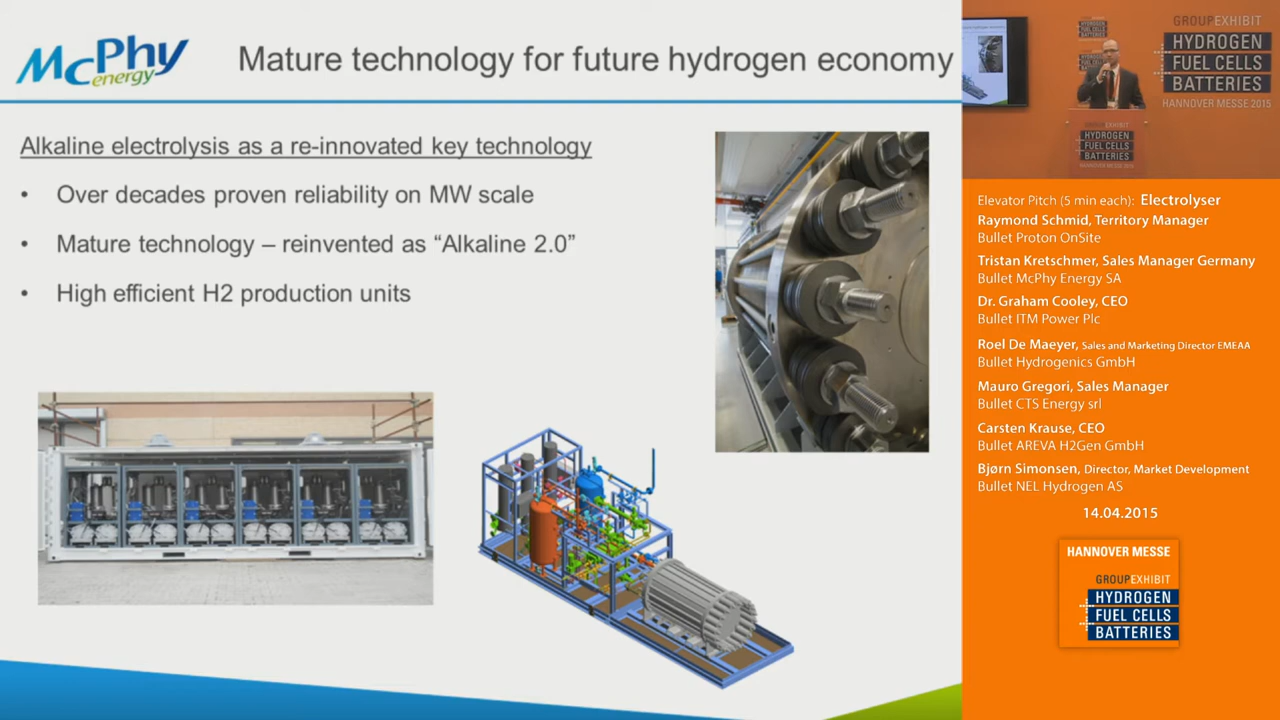 McPhy
energy
Mature technology for future hydrogen economy
Alkaline electrolysis as a re-innovated key technology
• Over decades proven reliability on MW scale
• Mature technology – reinvented as “Alkaline 2.0”
• High efficient H2 production units
GROUPEXHIBIT
HYDROGEN
FUEL CELLS
BATTERIES
HANNOVER MESSE 2015
GROUPEXHIBIT
HYDROGEN
FUEL CELLS
BATTERIES
HANNOVER MESSE 2015
Elevator Pitch (5 min each): Electrolyser
Raymond Schmid, Territory Manager
Bullet Proton OnSite
Tristan Kretschmer, Sales Manager Germany
Bullet McPhy Energy SA
Dr. Graham Cooley, CEO
Bullet ITM Power Plc
Roel De Maeyer, Sales and Marketing Director EMEAA
Bullet Hydrogenics GmbH
Mauro Gregori, Sales Manager
Bullet CTS Energy srl
Carsten Krause, CEO
Bullet AREVA H2Gen GmbH
Bjørn Simonsen, Director, Market Development
Bullet NEL Hydrogen AS
14.04.2015
HANNOVER MESSE
GROUPEXHIBIT
HYDROGEN
FUEL CELLS
BATTERIES